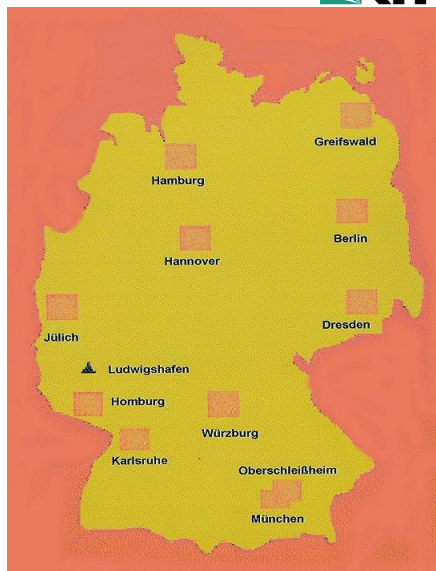 Greifswald
Hamburg
Berlin
Hannover
Dresden
Jülich
Ludwigshafen
Homburg
Würzburg
Karlsruhe
Oberschleißheim
München